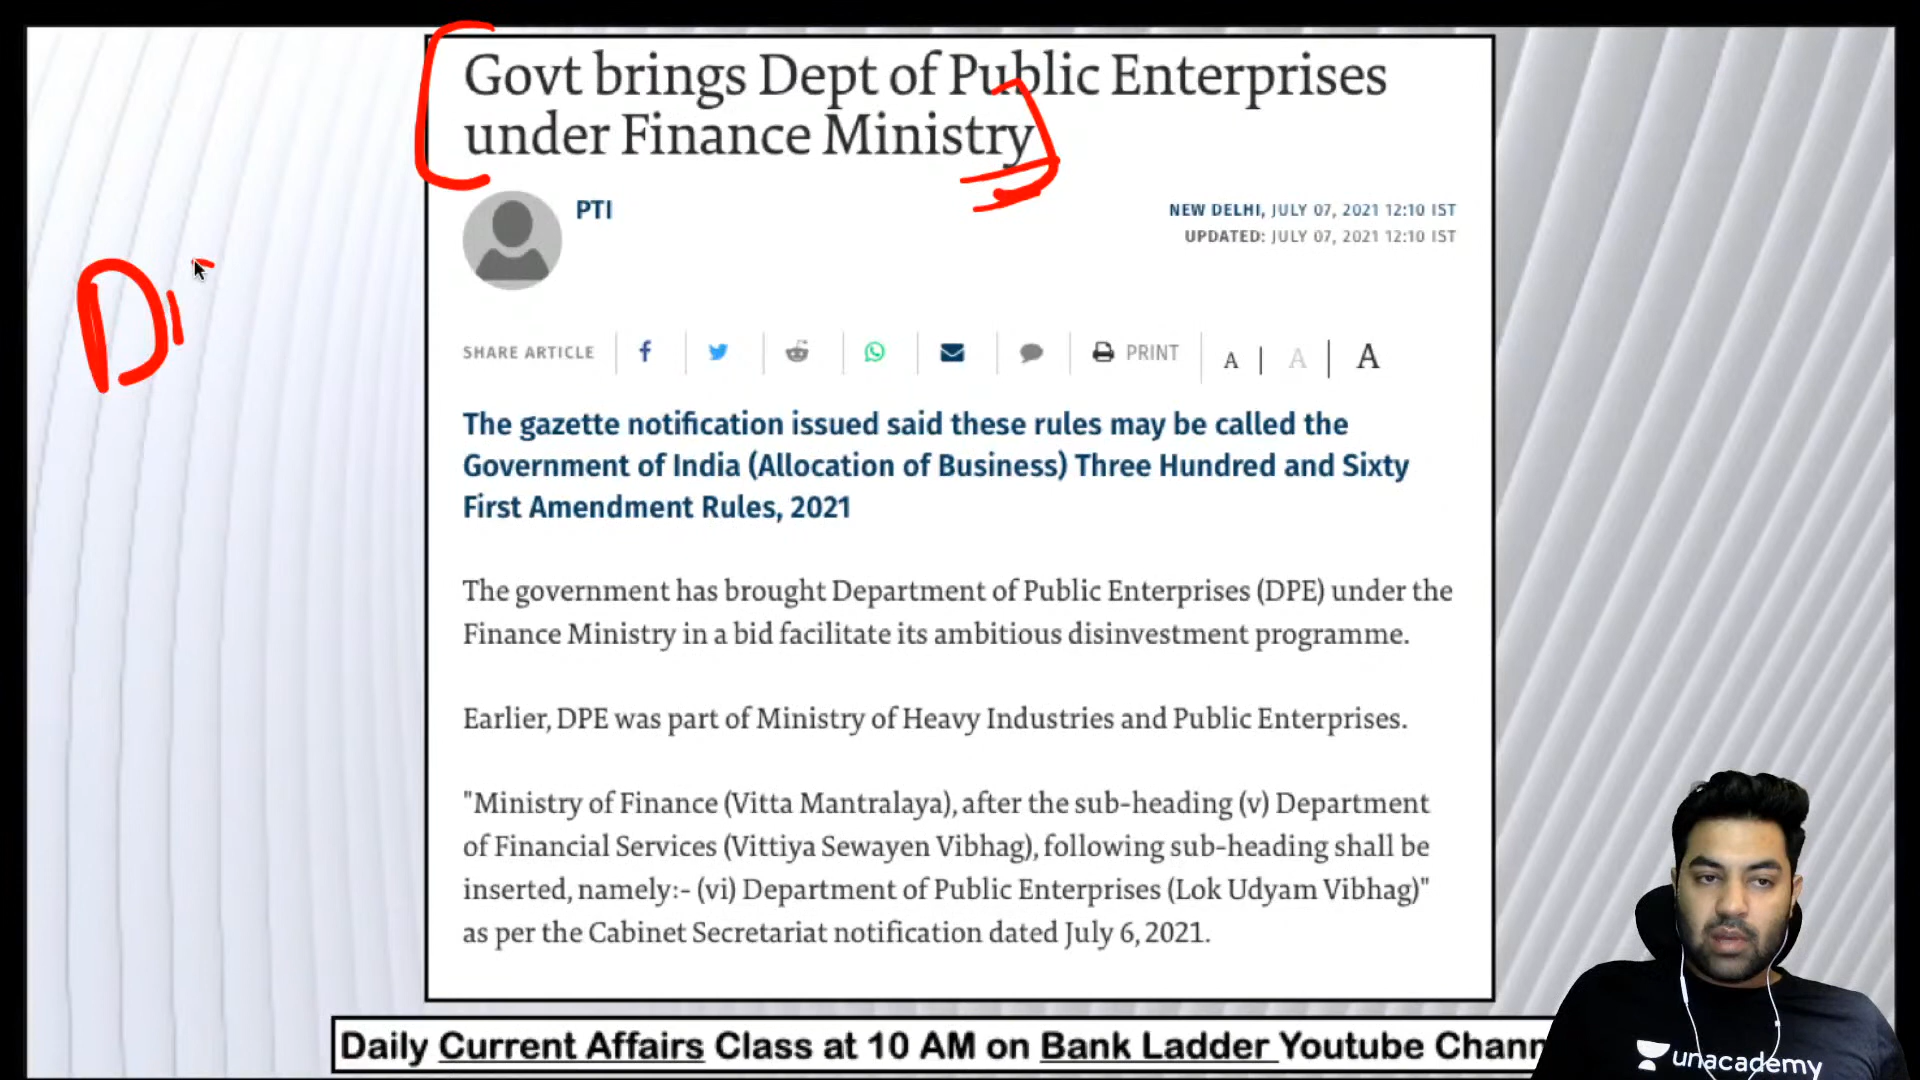 Govt brings Dept of Public Enterprises
under Finance Ministry
PTI
NEW DELHI, JULY 07, 2021 12:10 IST
UPDATED: JULY 07, 2021 12:10 IST
SHARE ARTICLE
PRINT
A | A | A
The gazette notification issued said these rules may be called the
Government of India (Allocation of Business) Three Hundred and Sixty
First Amendment Rules, 2021
The government has brought Department of Public Enterprises (DPE) under the
Finance Ministry in a bid facilitate its ambitious disinvestment programme.
Earlier, DPE was part of Ministry of Heavy Industries and Public Enterprises.
"Ministry of Finance (Vitta Mantralaya), after the sub-heading (v) Department
of Financial Services (Vittiya Sewayen Vibhag), following sub-heading shall be
inserted, namely:- (vi) Department of Public Enterprises (Lok Udyam Vibhag)"
as per the Cabinet Secretariat notification dated July 6, 2021.
Daily Current Affairs Class at 10 AM on Bank Ladder Youtube Chann
unacademy